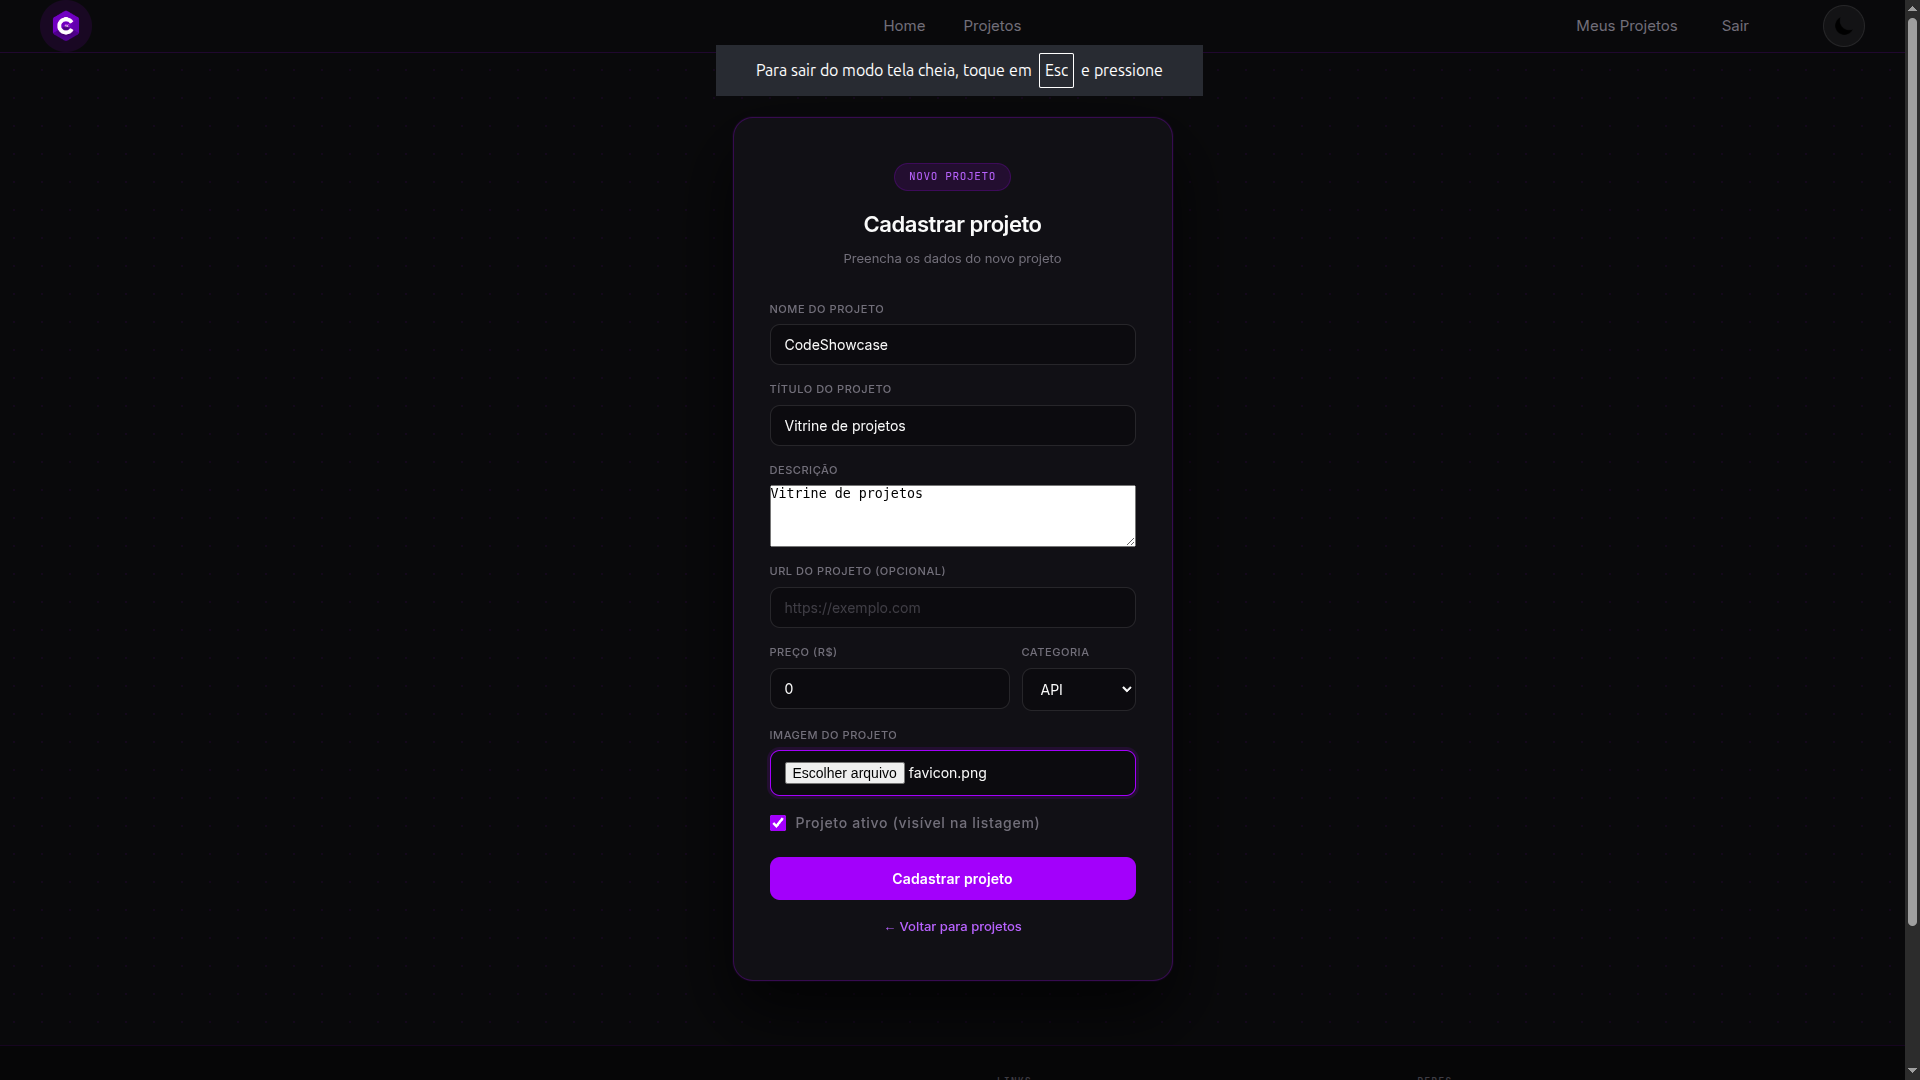 Home
Projetos
Meus Projetos
Sair
Para sair do modo tela cheia, toque em Esc e pressione
NOVO PROJETO
Cadastrar projeto
Preencha os dados do novo projeto
NOME DO PROJETO
CodeShowcase
TÍTULO DO PROJETO
Vitrine de projetos
DESCRIÇÃO
Vitrine de projetos
URL DO PROJETO (OPCIONAL)
https://exemplo.com
PREÇO (R$)
CATEGORIA
0
API
IMAGEM DO PROJETO
Escolher arquivo favicon.png
Projeto ativo (visível na listagem)
Cadastrar projeto
← Voltar para projetos